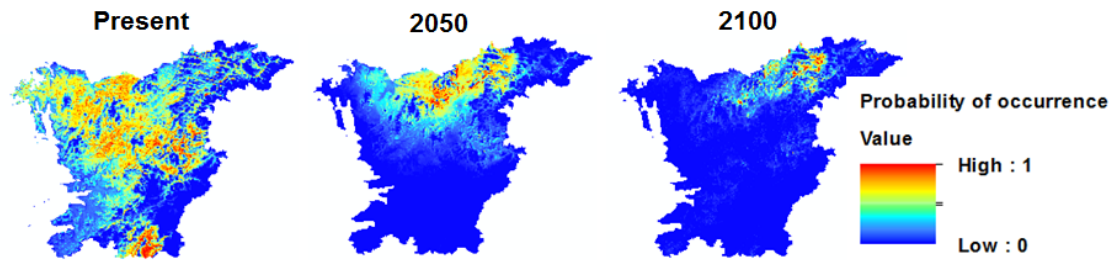 Present
2050
2100
Probability of occurrence
Value
High : 1
Low : 0